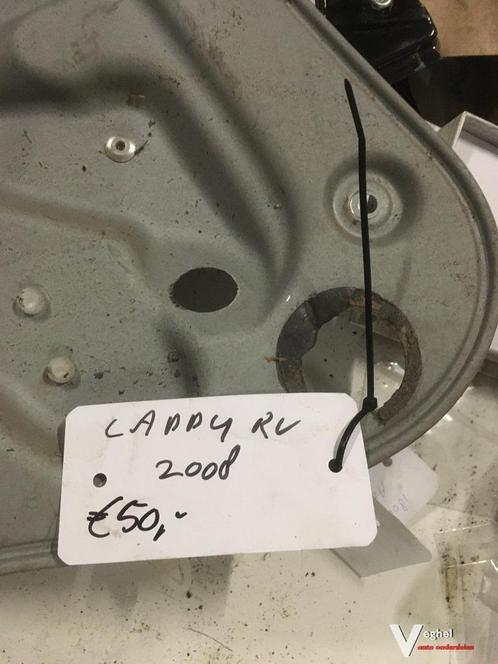 CADDY RV
2008
€50,-
Veghel
auto onderdelen